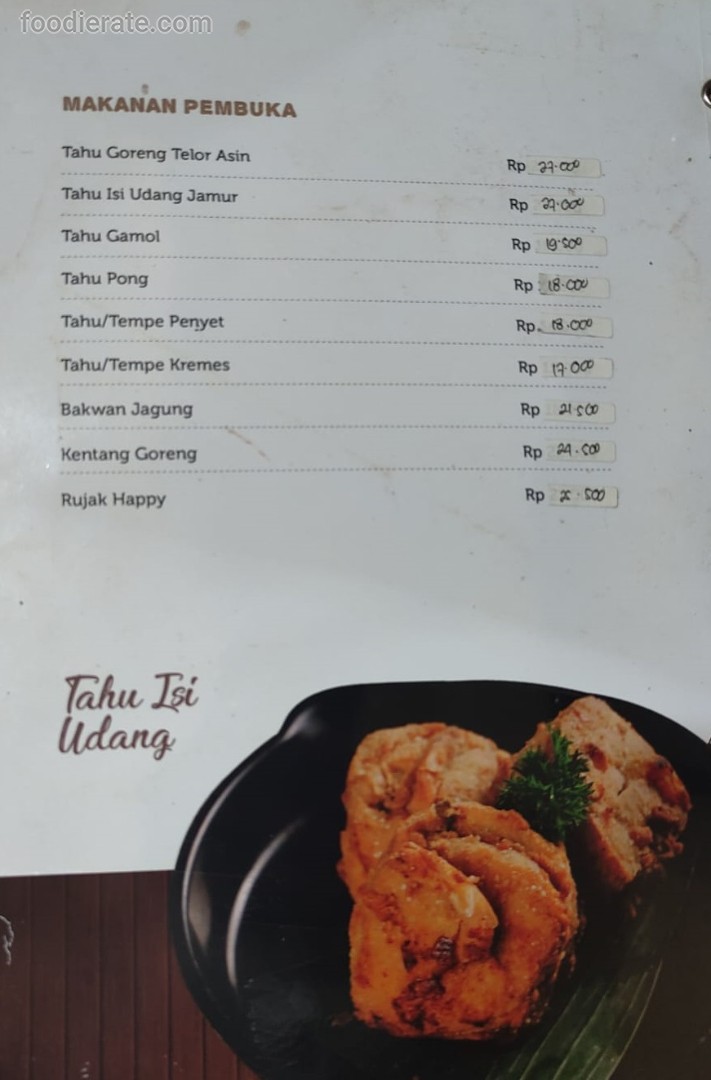 foodierate.com
MAKANAN PEMBUKA
Tahu Goreng Telor Asin Rp 27.000
Tahu Isi Udang Jamur Rp 27.000
Tahu Gamol Rp 19.500
Tahu Pong Rp 18.000
Tahu/Tempe Penyet Rp 18.000
Tahu/Tempe Kremes Rp 17.000
Bakwan Jagung Rp 21.500
Kentang Goreng Rp
Rujak Happy Rp
Tahu Isi
Udang